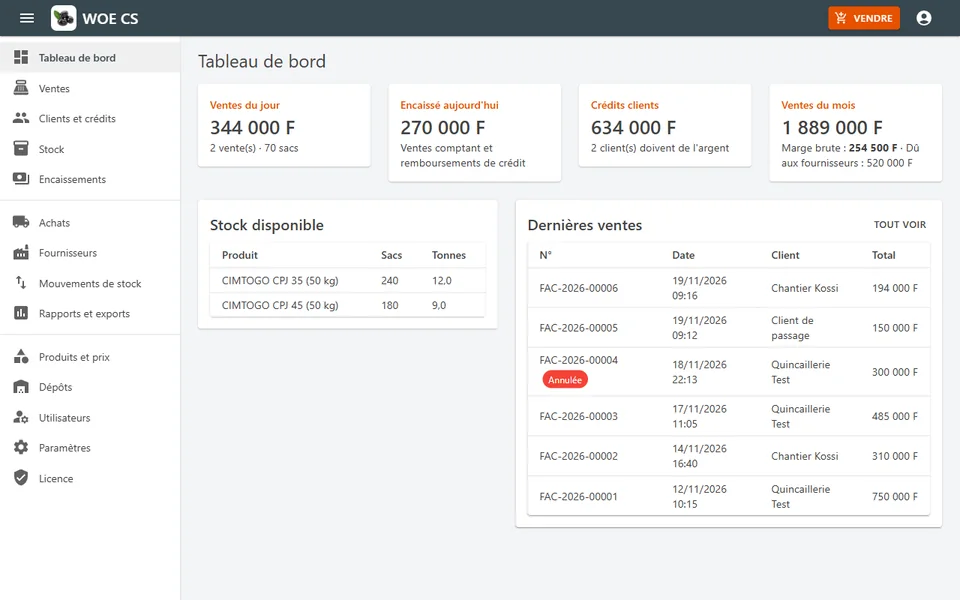 WOE CS
VENDRE
Tableau de bord
Ventes
Clients et crédits
Stock
Encaissements
Achats
Fournisseurs
Mouvements de stock
Rapports et exports
Produits et prix
Dépôts
Utilisateurs
Paramètres
Licence
Tableau de bord
Ventes du jour
344 000 F
2 vente(s) · 70 sacs
Encaissé aujourd'hui
270 000 F
Ventes comptant et
remboursements de crédit
Crédits clients
634 000 F
2 client(s) doivent de l'argent
Ventes du mois
1 889 000 F
Marge brute : 254 500 F · Dû
aux fournisseurs : 520 000 F
Stock disponible
Produit Sacs Tonnes
CIMTOGO CPJ 35 (50 kg) 240 12,0
CIMTOGO CPJ 45 (50 kg) 180 9,0
Dernières ventes
TOUT VOIR
N° Date Client Total
FAC-2026-00006 19/11/2026 09:16 Chantier Kossi 194 000 F
FAC-2026-00005 19/11/2026 09:12 Client de passage 150 000 F
FAC-2026-00004 Annulée 18/11/2026 22:13 Quincaillerie Test 300 000 F
FAC-2026-00003 17/11/2026 11:05 Quincaillerie Test 485 000 F
FAC-2026-00002 14/11/2026 16:40 Chantier Kossi 310 000 F
FAC-2026-00001 12/11/2026 10:15 Quincaillerie Test 750 000 F